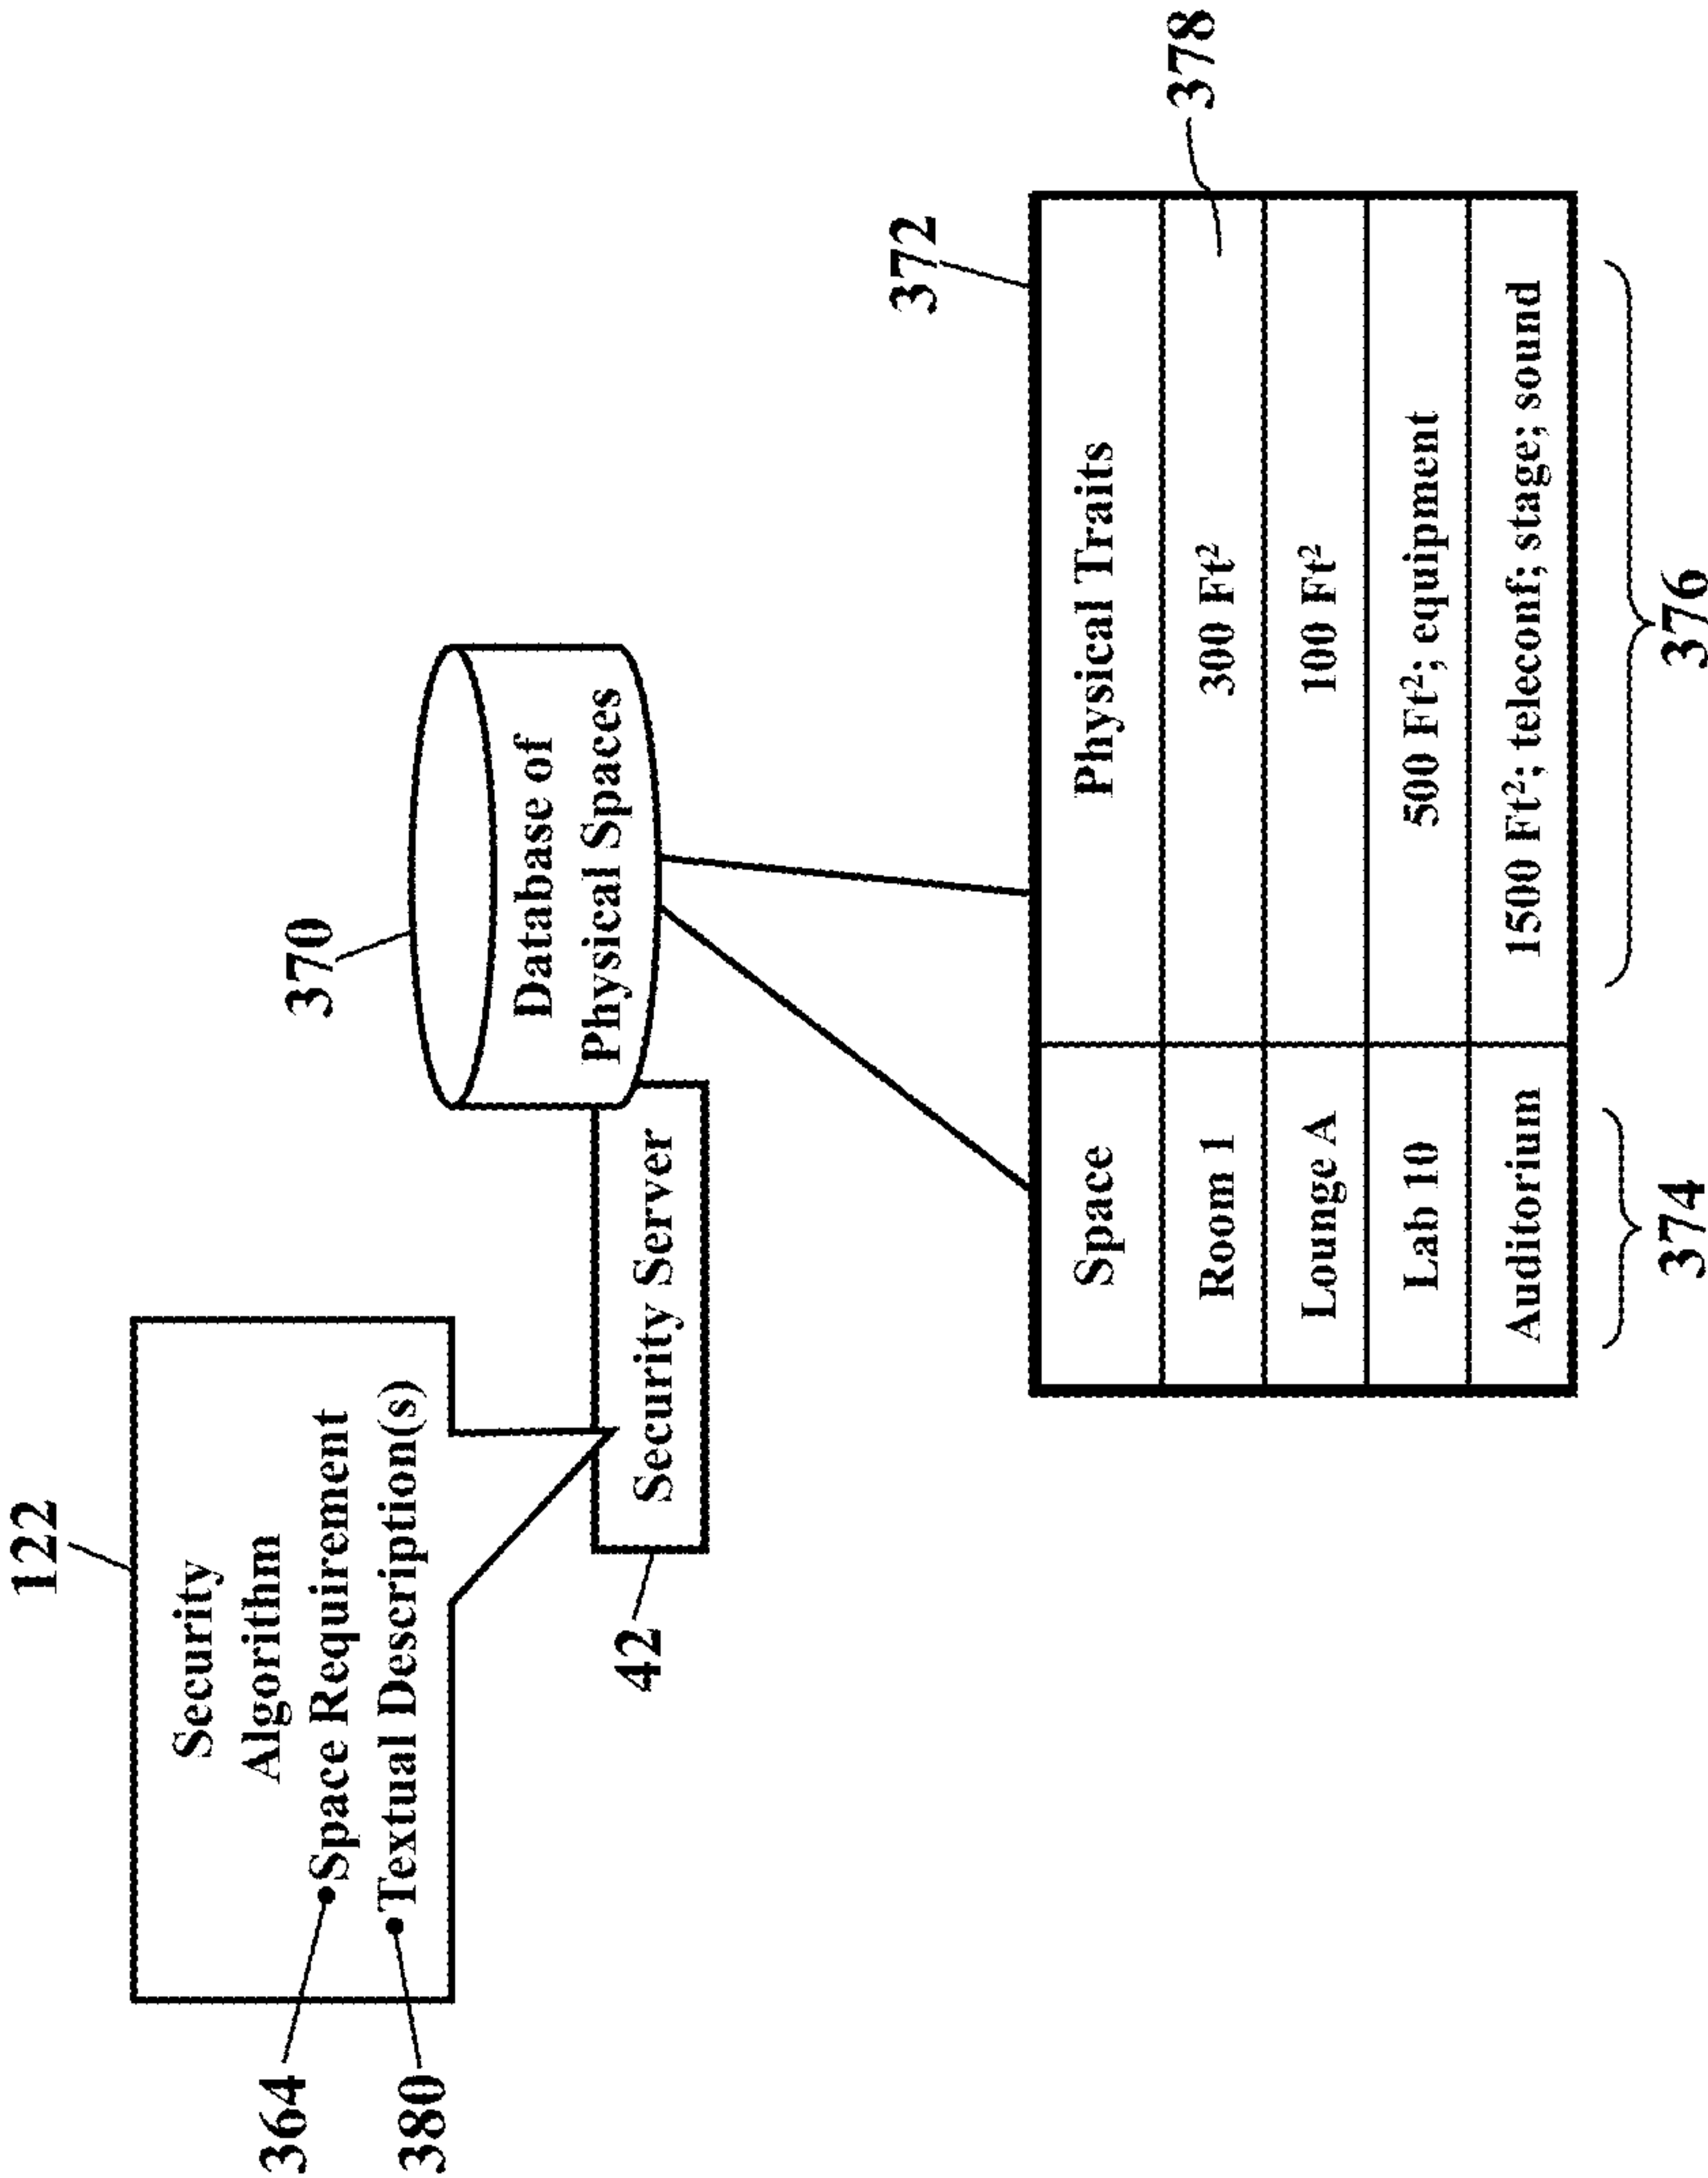 122
Security
Algorithm
364
•Space Requirement
380
•Textual Description(s)
42
Security Server
370
Database of
Physical Spaces
372
Space Physical Traits
Room 1 300 Ft²
378
Lounge A 100 Ft²
Lab 10 500 Ft²; equipment
Auditorium 1500 Ft²; teleconf; stage; sound
374 376